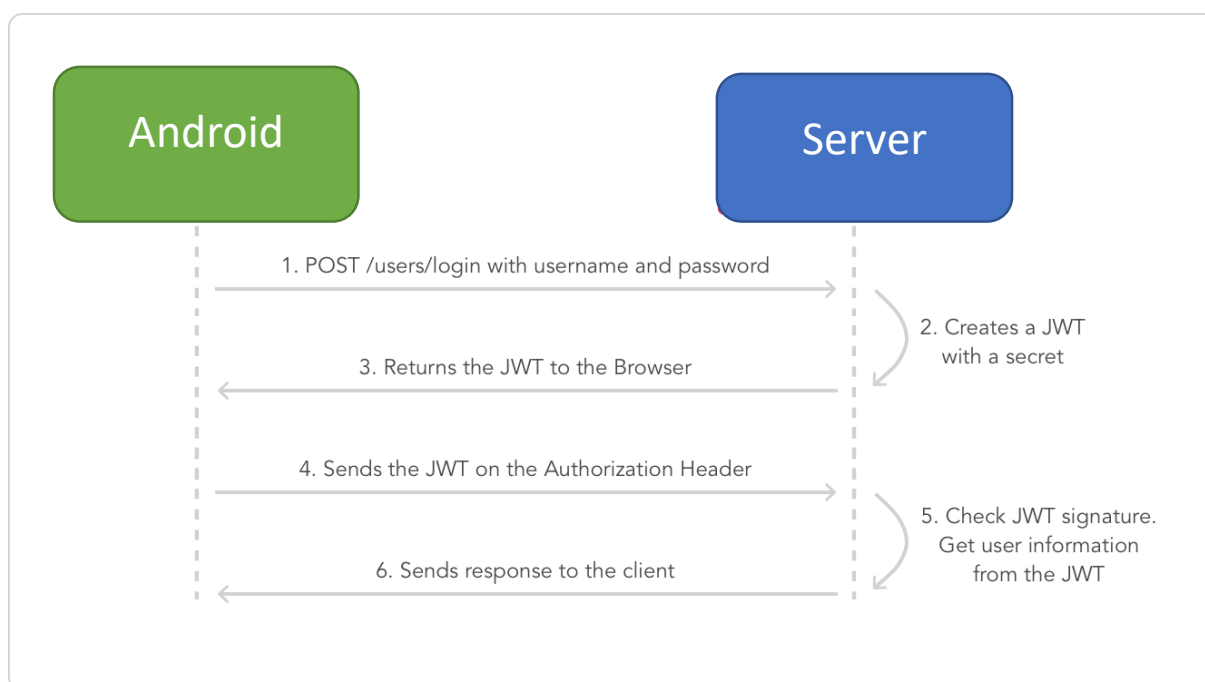 Android
Server
1. POST /users/login with username and password
2. Creates a JWT
with a secret
3. Returns the JWT to the Browser
4. Sends the JWT on the Authorization Header
5. Check JWT signature.
Get user information
from the JWT
6. Sends response to the client